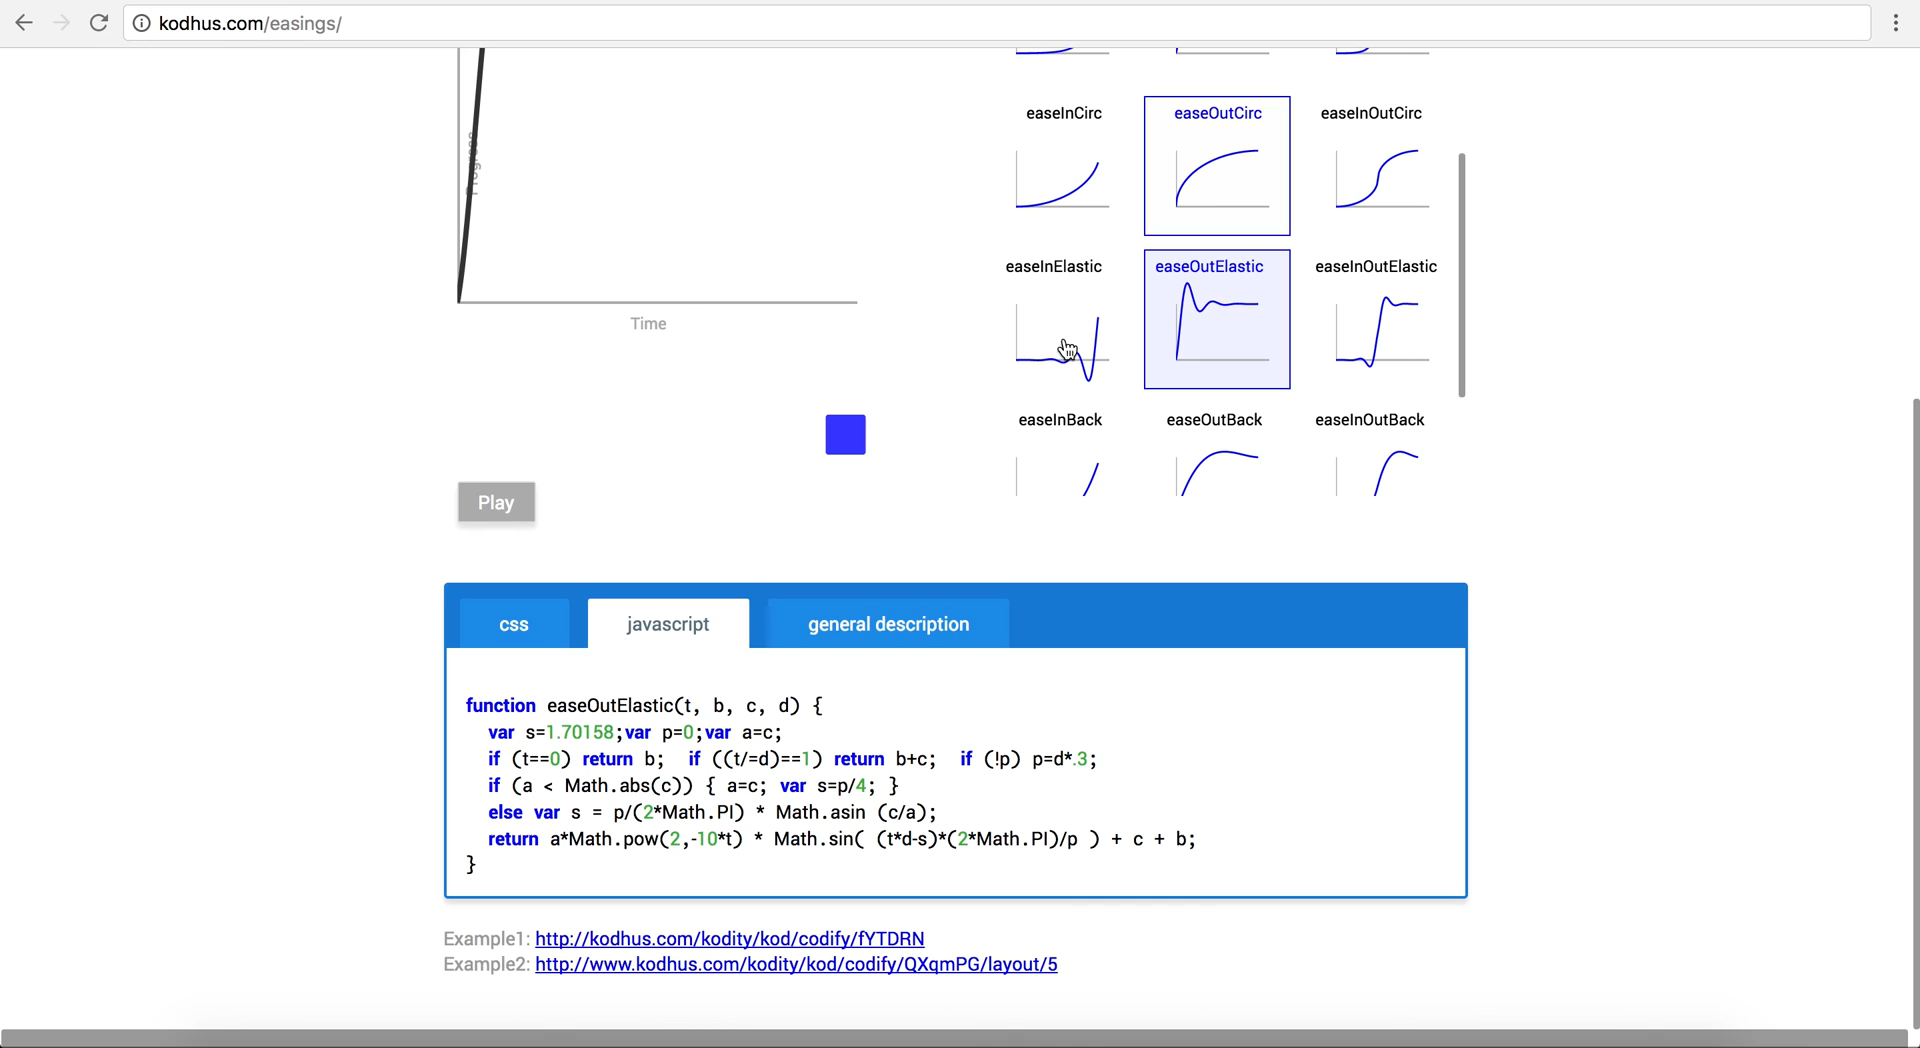 kodhus.com/easings/
Progress
Time
Play
easeInCirc easeOutCirc easeInOutCirc
easeInElastic easeOutElastic easeInOutElastic
easeInBack easeOutBack easeInOutBack
css javascript general description
function easeOutElastic(t, b, c, d) {
var s=1.70158;var p=0;var a=c;
if (t==0) return b; if ((t/=d)==1) return b+c; if (!p) p=d*.3;
if (a < Math.abs(c)) { a=c; var s=p/4; }
else var s = p/(2*Math.PI) * Math.asin (c/a);
return a*Math.pow(2,-10*t) * Math.sin( (t*d-s)*(2*Math.PI)/p ) + c + b;
}
Example1: http://kodhus.com/kodity/kod/codify/fYTDRN
Example2: http://www.kodhus.com/kodity/kod/codify/QXqmPG/layout/5